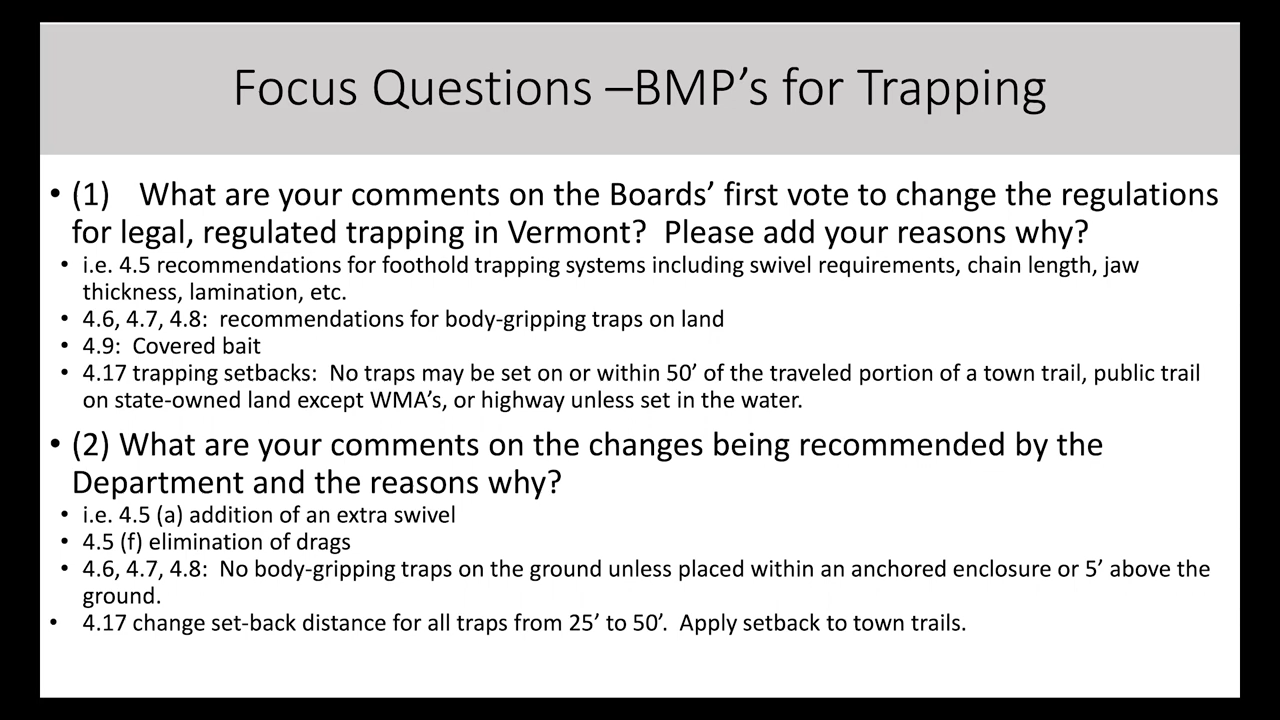 Focus Questions –BMP's for Trapping
• (1) What are your comments on the Boards' first vote to change the regulations
for legal, regulated trapping in Vermont? Please add your reasons why?
• i.e. 4.5 recommendations for foothold trapping systems including swivel requirements, chain length, jaw
thickness, lamination, etc.
• 4.6, 4.7, 4.8: recommendations for body-gripping traps on land
• 4.9: Covered bait
• 4.17 trapping setbacks: No traps may be set on or within 50' of the traveled portion of a town trail, public trail
on state-owned land except WMA's, or highway unless set in the water.
• (2) What are your comments on the changes being recommended by the
Department and the reasons why?
• i.e. 4.5 (a) addition of an extra swivel
• 4.5 (f) elimination of drags
• 4.6, 4.7, 4.8: No body-gripping traps on the ground unless placed within an anchored enclosure or 5' above the
ground.
• 4.17 change set-back distance for all traps from 25' to 50'. Apply setback to town trails.